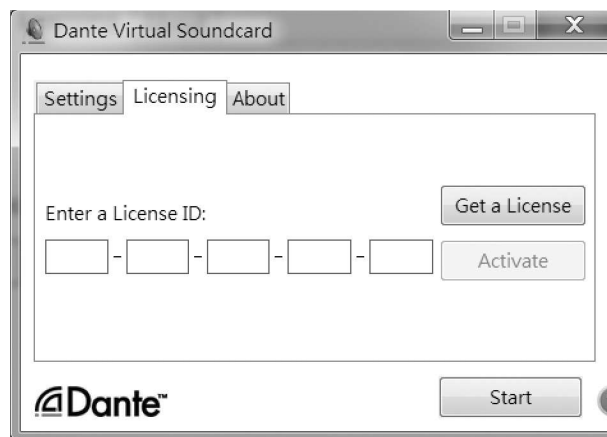 Dante Virtual Soundcard
Settings Licensing About
Get a License
Enter a License ID:
- - - -
Activate
Dante™
Start